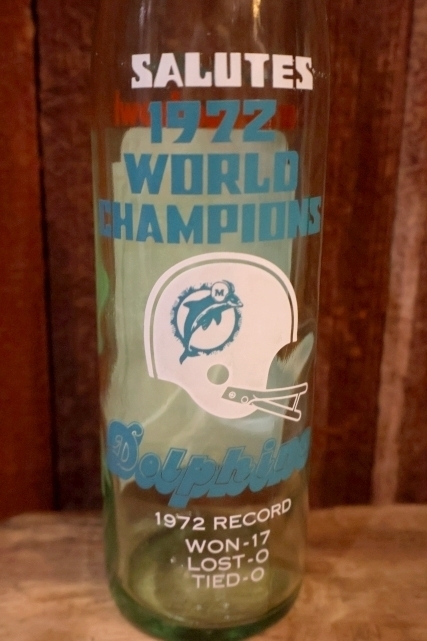 SALUTES
1972
WORLD
CHAMPIONS
M
Dolphins
1972 RECORD
WON-17
LOST-0
TIED-0